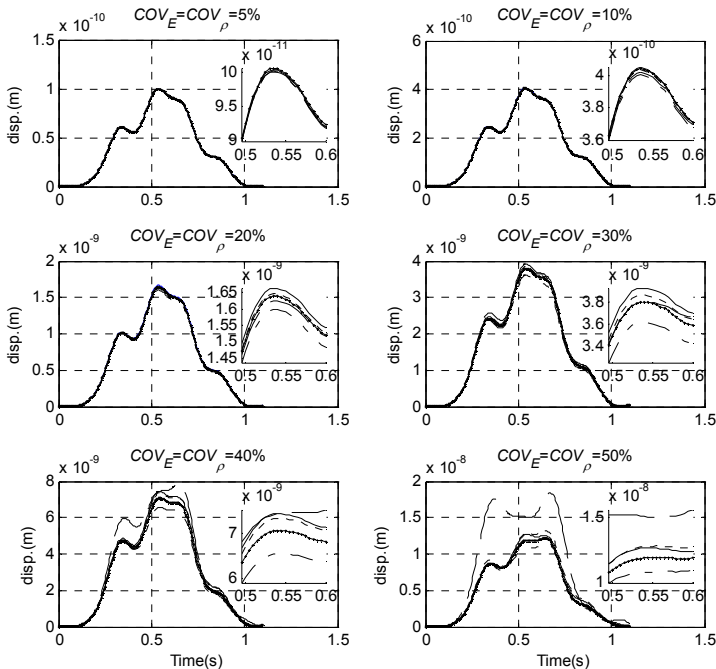 COV_E=COV_ρ=5%
x 10^-10
disp.(m)
1.5
1
0.5
0
0 0.5 1 1.5
x 10^-11
10
9.5
9
0.5 0.55 0.6
COV_E=COV_ρ=10%
x 10^-10
disp.(m)
6
4
2
0
0 0.5 1 1.5
x 10^-10
4
3.8
3.6
0.5 0.55 0.6
COV_E=COV_ρ=20%
x 10^-9
disp.(m)
2
1.5
1
0.5
0
0 0.5 1 1.5
x 10^-9
1.65
1.6
1.55
1.5
1.45
0.5 0.55 0.6
COV_E=COV_ρ=30%
x 10^-9
disp.(m)
4
3
2
1
0
0 0.5 1 1.5
x 10^-9
3.8
3.6
3.4
0.5 0.55 0.6
COV_E=COV_ρ=40%
x 10^-9
disp.(m)
8
6
4
2
0
0 0.5 1 1.5
Time(s)
x 10^-9
7
6
0.5 0.55 0.6
COV_E=COV_ρ=50%
x 10^-8
disp.(m)
2
1.5
1
0.5
0
0 0.5 1 1.5
Time(s)
x 10^-8
1.5
1
0.5 0.55 0.6